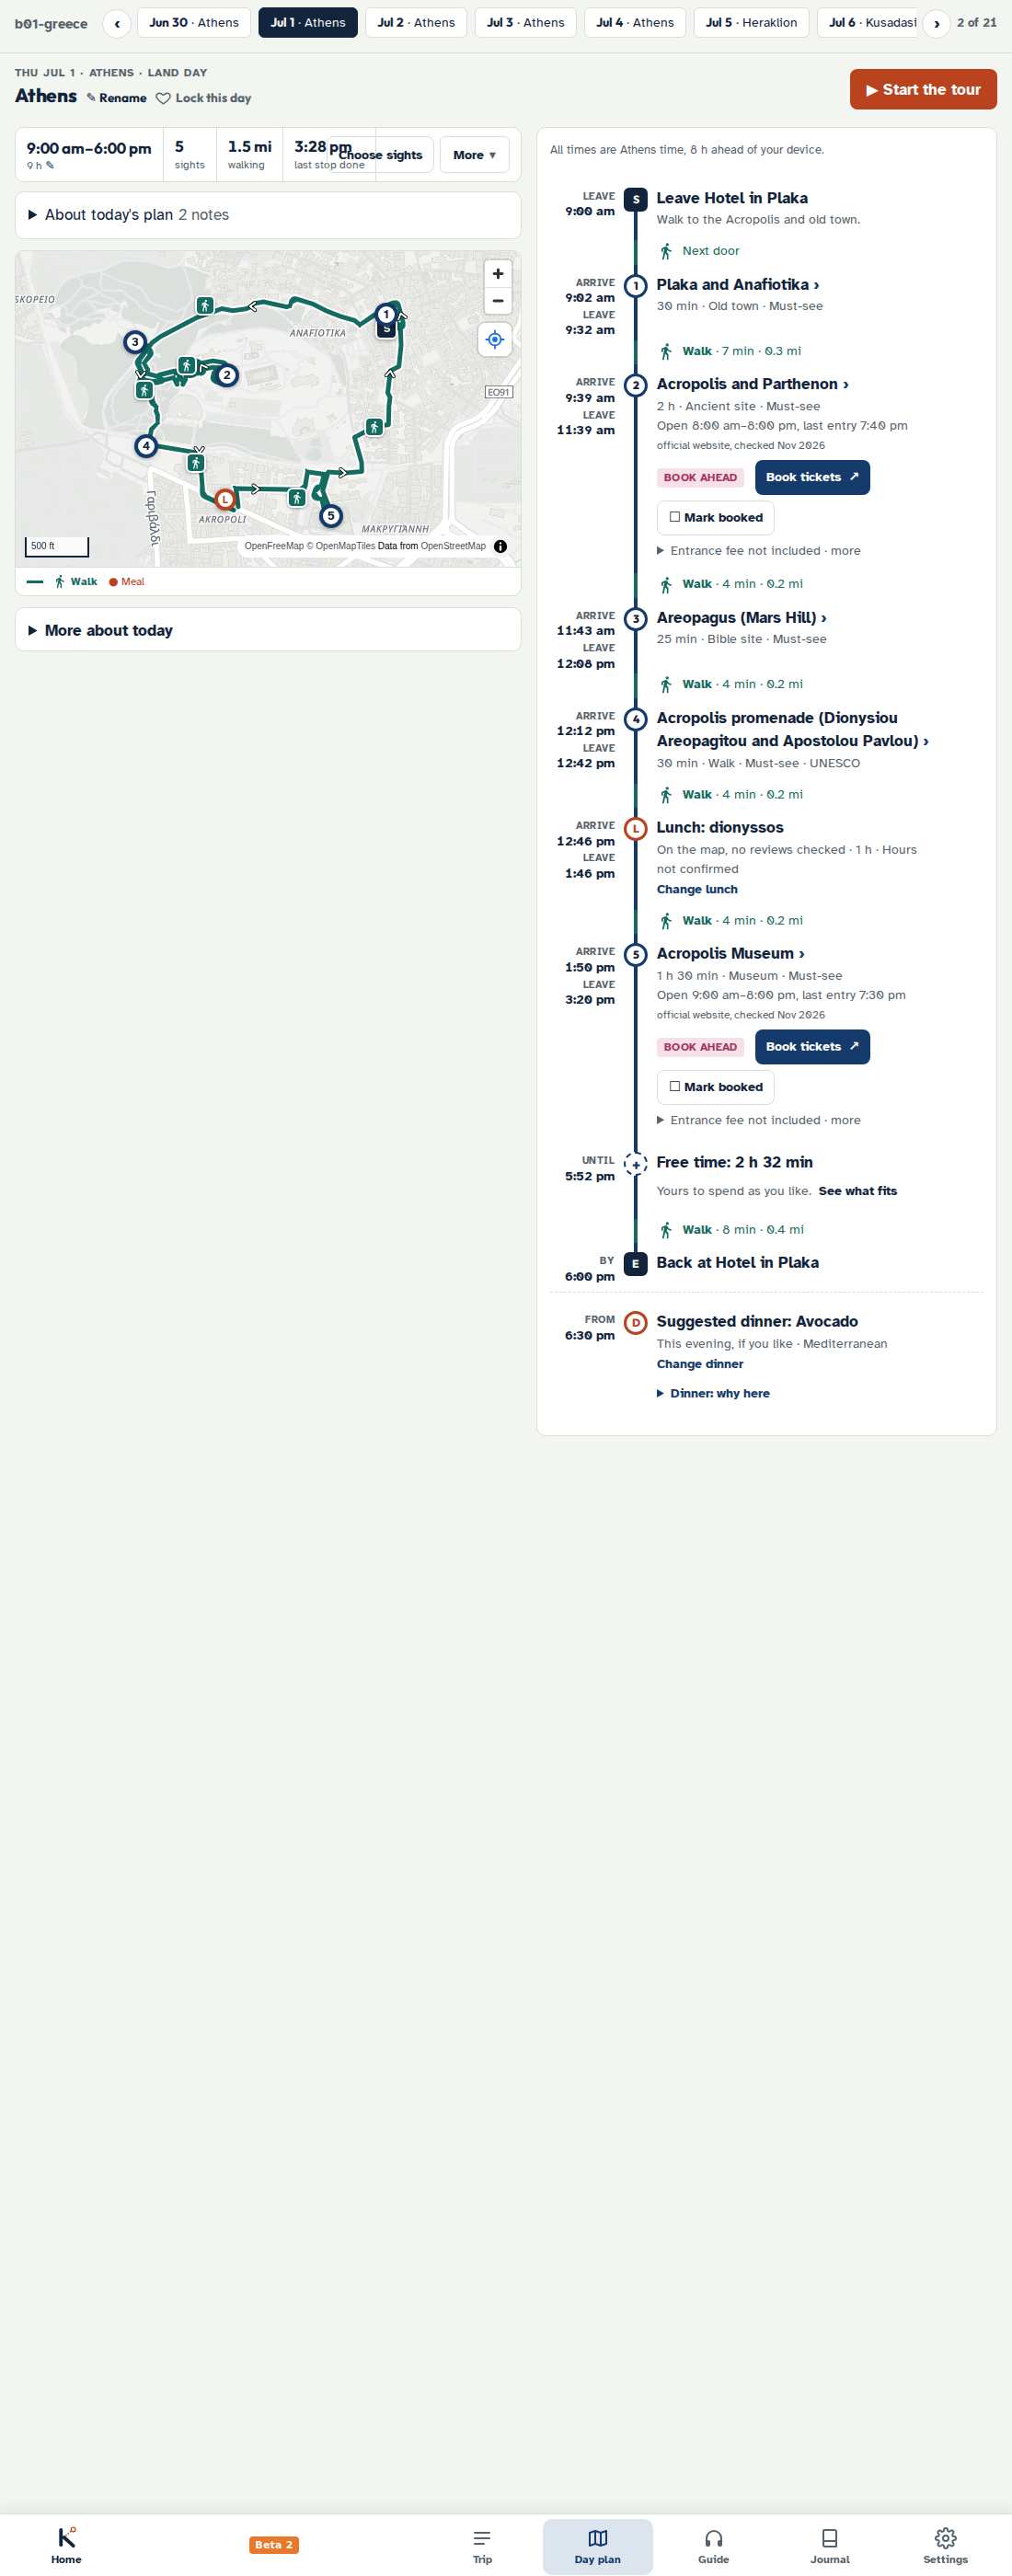 b01-greece
‹
Jun 30 · Athens
Jul 1 · Athens
Jul 2 · Athens
Jul 3 · Athens
Jul 4 · Athens
Jul 5 · Heraklion
Jul 6 · Kusadasi
›
2 of 21
THU JUL 1 · ATHENS · LAND DAY
Athens ✎ Rename Lock this day
▶ Start the tour
9:00 am–6:00 pm
9 h ✎
5
sights
1.5 mi
walking
3:28 pm
last stop done
Choose sights
More ▾
▶ About today's plan 2 notes
ΑΝΑΦΙΟΤΙΚΑ
EO91
1
S
2
3
4
L
5
Γαριβάλδι
AKROPOLI
ΜΑΚΡΥΓΙΑΝΝΗ
+
−
500 ft
OpenFreeMap © OpenMapTiles Data from OpenStreetMap
Walk
Meal
▶ More about today
All times are Athens time, 8 h ahead of your device.
LEAVE
9:00 am
S
Leave Hotel in Plaka
Walk to the Acropolis and old town.
Next door
ARRIVE
9:02 am
LEAVE
9:32 am
1
Plaka and Anafiotika ›
30 min · Old town · Must-see
Walk · 7 min · 0.3 mi
ARRIVE
9:39 am
LEAVE
11:39 am
2
Acropolis and Parthenon ›
2 h · Ancient site · Must-see
Open 8:00 am–8:00 pm, last entry 7:40 pm
official website, checked Nov 2026
BOOK AHEAD
Book tickets ↗
☐ Mark booked
▶ Entrance fee not included · more
Walk · 4 min · 0.2 mi
ARRIVE
11:43 am
LEAVE
12:08 pm
3
Areopagus (Mars Hill) ›
25 min · Bible site · Must-see
Walk · 4 min · 0.2 mi
ARRIVE
12:12 pm
LEAVE
12:42 pm
4
Acropolis promenade (Dionysiou
Areopagitou and Apostolou Pavlou) ›
30 min · Walk · Must-see · UNESCO
Walk · 4 min · 0.2 mi
ARRIVE
12:46 pm
LEAVE
1:46 pm
L
Lunch: dionyssos
On the map, no reviews checked · 1 h · Hours
not confirmed
Change lunch
Walk · 4 min · 0.2 mi
ARRIVE
1:50 pm
LEAVE
3:20 pm
5
Acropolis Museum ›
1 h 30 min · Museum · Must-see
Open 9:00 am–8:00 pm, last entry 7:30 pm
official website, checked Nov 2026
BOOK AHEAD
Book tickets ↗
☐ Mark booked
▶ Entrance fee not included · more
UNTIL
5:52 pm
+
Free time: 2 h 32 min
Yours to spend as you like. See what fits
Walk · 8 min · 0.4 mi
BY
6:00 pm
E
Back at Hotel in Plaka
FROM
6:30 pm
D
Suggested dinner: Avocado
This evening, if you like · Mediterranean
Change dinner
▶ Dinner: why here
Home
Beta 2
Trip
Day plan
Guide
Journal
Settings